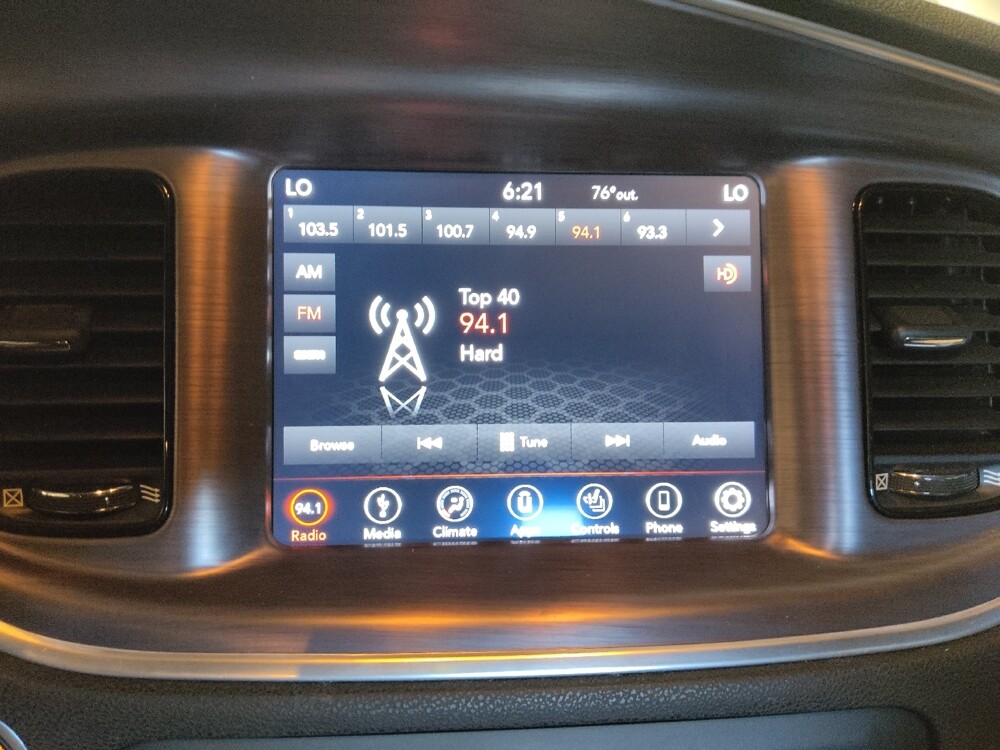 LO 6:21 76° out. LO
1 103.5 2 101.5 3 100.7 4 94.9 5 94.1 6 93.3
AM
HD
FM
Top 40
94.1
Hard
Browse Tune Audio
94.1
Radio Media Climate Apps Controls Phone Settings